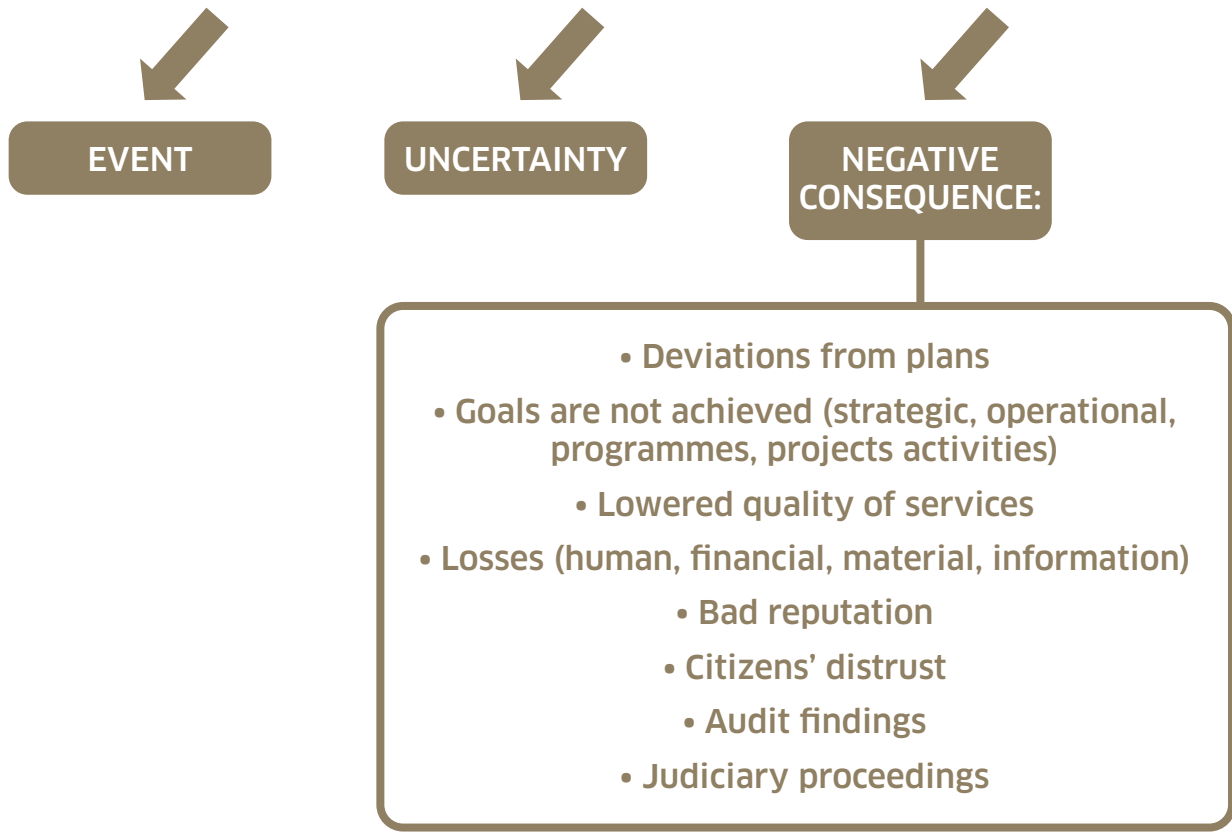 EVENT
UNCERTAINTY
NEGATIVE
CONSEQUENCE:
• Deviations from plans
• Goals are not achieved (strategic, operational,
programmes, projects activities)
• Lowered quality of services
• Losses (human, financial, material, information)
• Bad reputation
• Citizens’ distrust
• Audit findings
• Judiciary proceedings